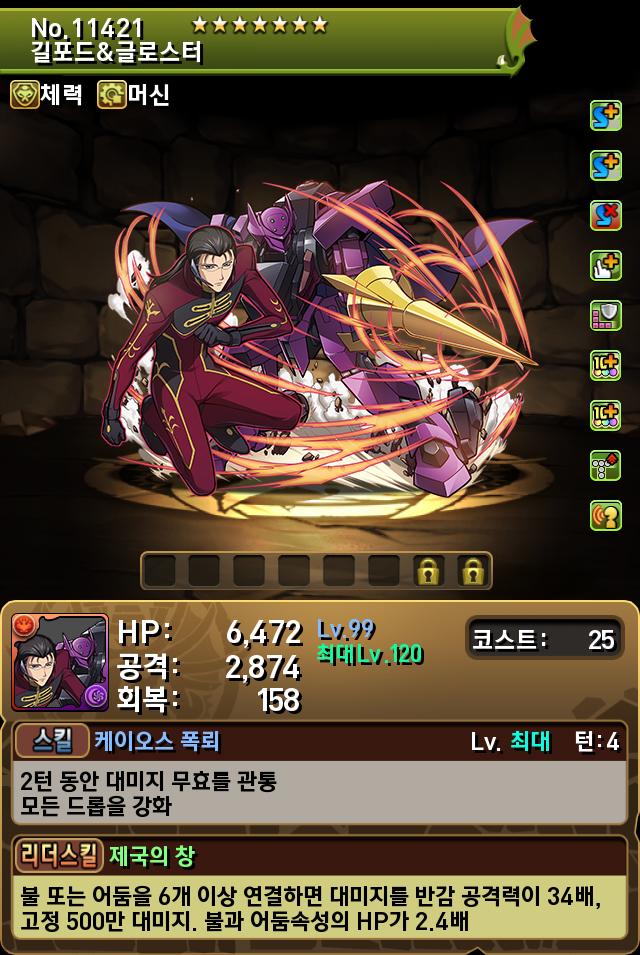 No.11421 ★★★★★★★
길포드&글로스터
체력 머신
HP: 6,472 Lv.99
최대Lv.120
공격: 2,874
회복: 158
코스트: 25
스킬 케이오스 폭뢰 Lv. 최대 턴:4
2턴 동안 대미지 무효를 관통
모든 드롭을 강화
리더스킬 제국의 창
불 또는 어둠을 6개 이상 연결하면 대미지를 반감 공격력이 34배,
고정 500만 대미지. 불과 어둠속성의 HP가 2.4배